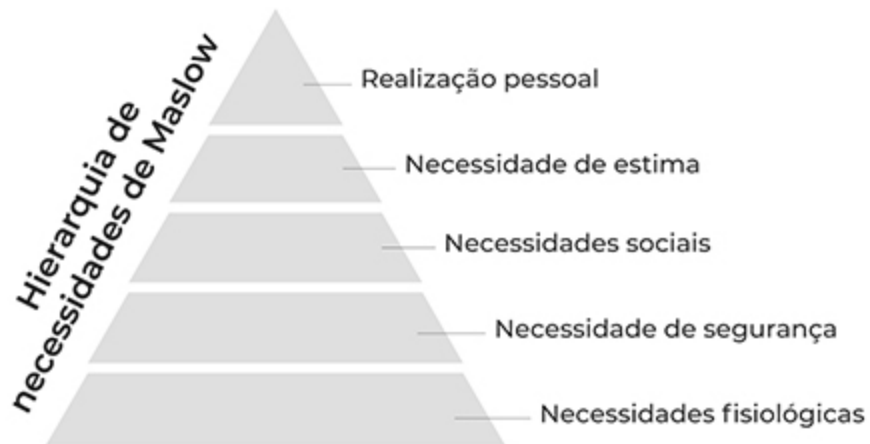 Hierarquia de
necessidades de Maslow
Realização pessoal
Necessidade de estima
Necessidades sociais
Necessidade de segurança
Necessidades fisiológicas